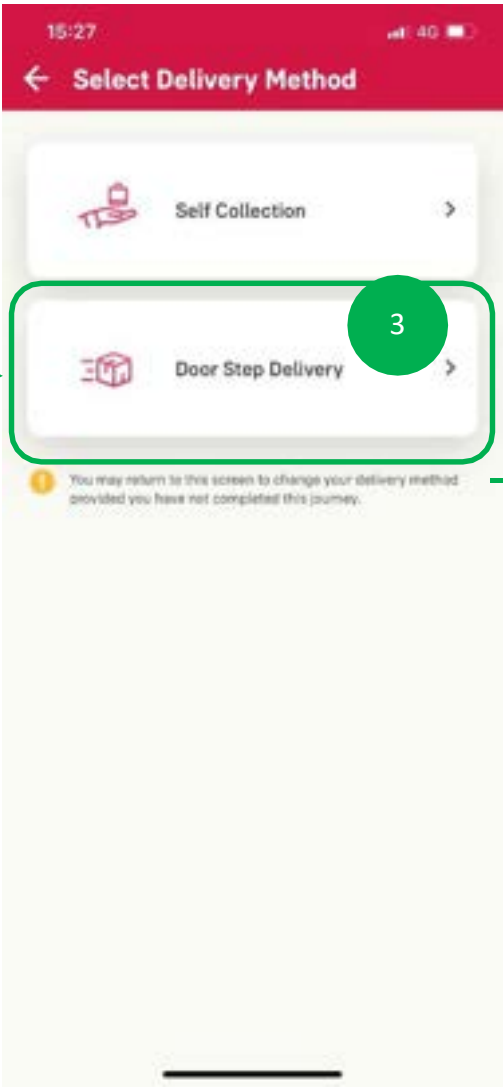 15:27
4G
Select Delivery Method
Self Collection
3
Door Step Delivery
You may return to this screen to change your delivery method
provided you have not completed this journey.